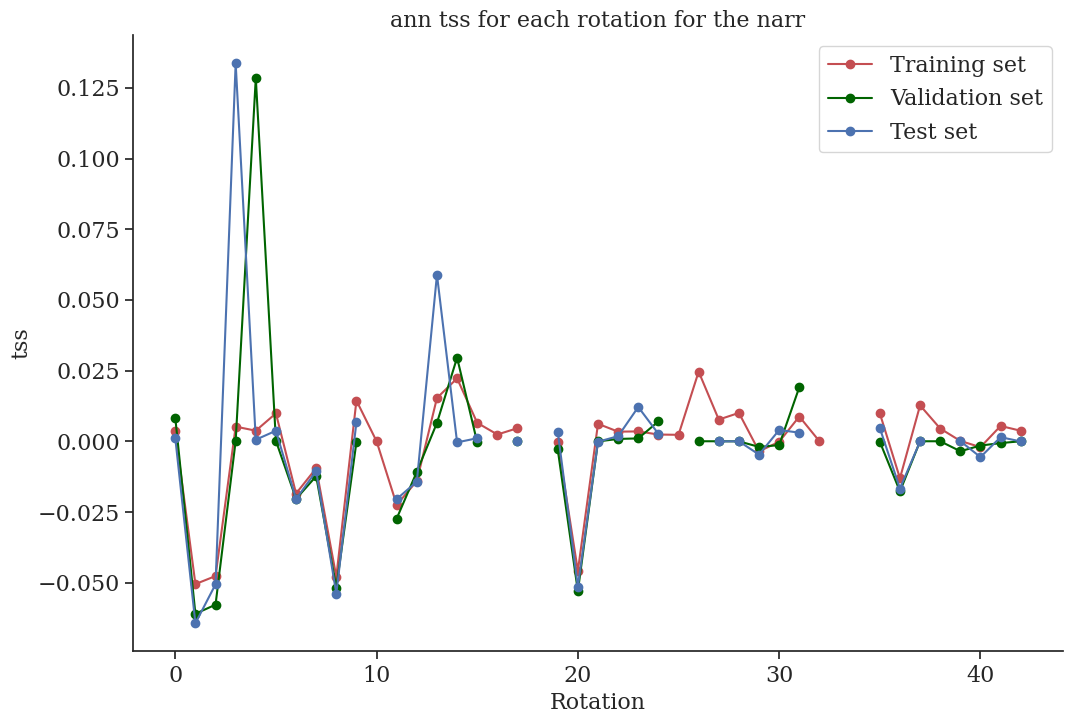 ann tss for each rotation for the narr
Training set
Validation set
Test set
tss
0.125
0.100
0.075
0.050
0.025
0.000
−0.025
−0.050
0 10 20 30 40
Rotation